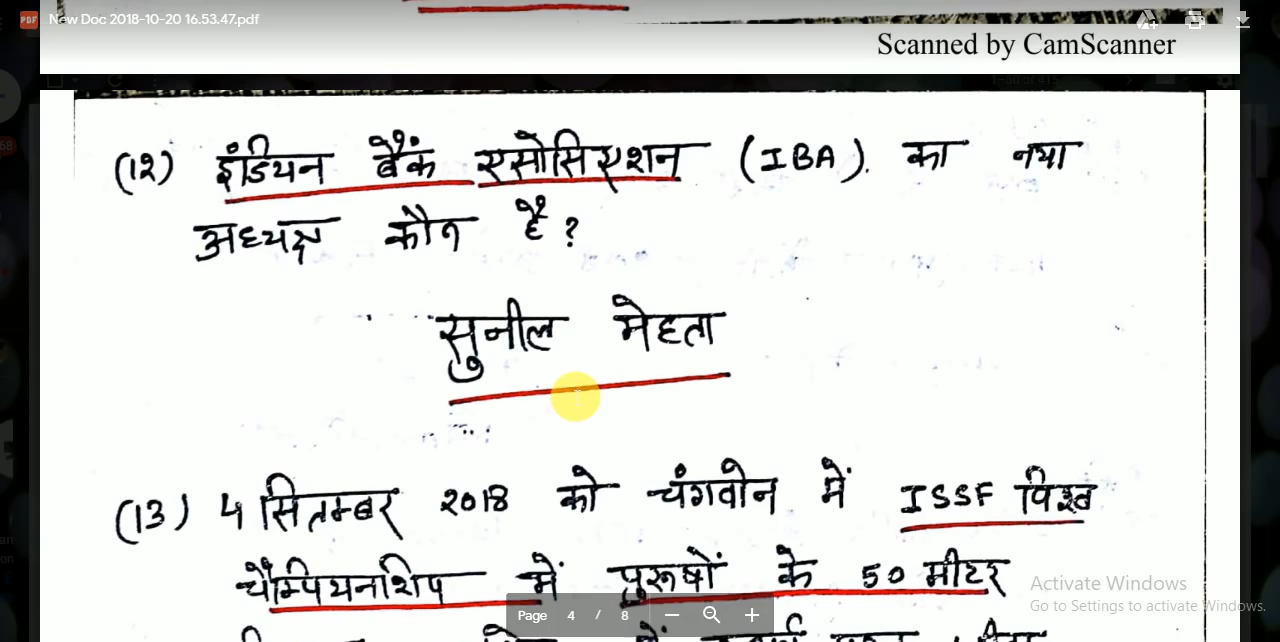 New Doc 2018-10-20 16.53.47.pdf
Scanned by CamScanner
(12) इंडियन बैंक एसोसिएशन (IBA). का नया
अध्यक्ष कौन है?
सुनील मेहता
(13) 4 सितम्बर 2018 को चंगवोन में ISSF विश्व
चैम्पियनशिप में पुरूषों के 50 मीटर
Activate Windows
Go to Settings to activate Windows.
Page 4 / 8